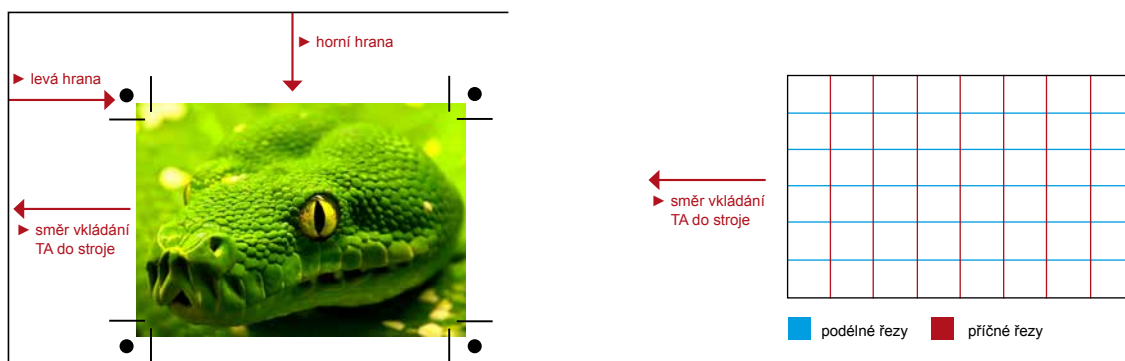 ► horní hrana
► levá hrana
► směr vkládání
TA do stroje
► směr vkládání
TA do stroje
podélné řezy
příčné řezy